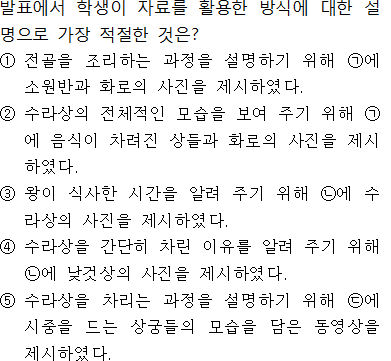 발표에서 학생이 자료를 활용한 방식에 대한 설
명으로 가장 적절한 것은?
① 전골을 조리하는 과정을 설명하기 위해 ㉠에
소원반과 화로의 사진을 제시하였다.
② 수라상의 전체적인 모습을 보여 주기 위해 ㉠
에 음식이 차려진 상들과 화로의 사진을 제시
하였다.
③ 왕이 식사한 시간을 알려 주기 위해 ㉡에 수
라상의 사진을 제시하였다.
④ 수라상을 간단히 차린 이유를 알려 주기 위해
㉡에 낮것상의 사진을 제시하였다.
⑤ 수라상을 차리는 과정을 설명하기 위해 ㉢에
시중을 드는 상궁들의 모습을 담은 동영상을
제시하였다.